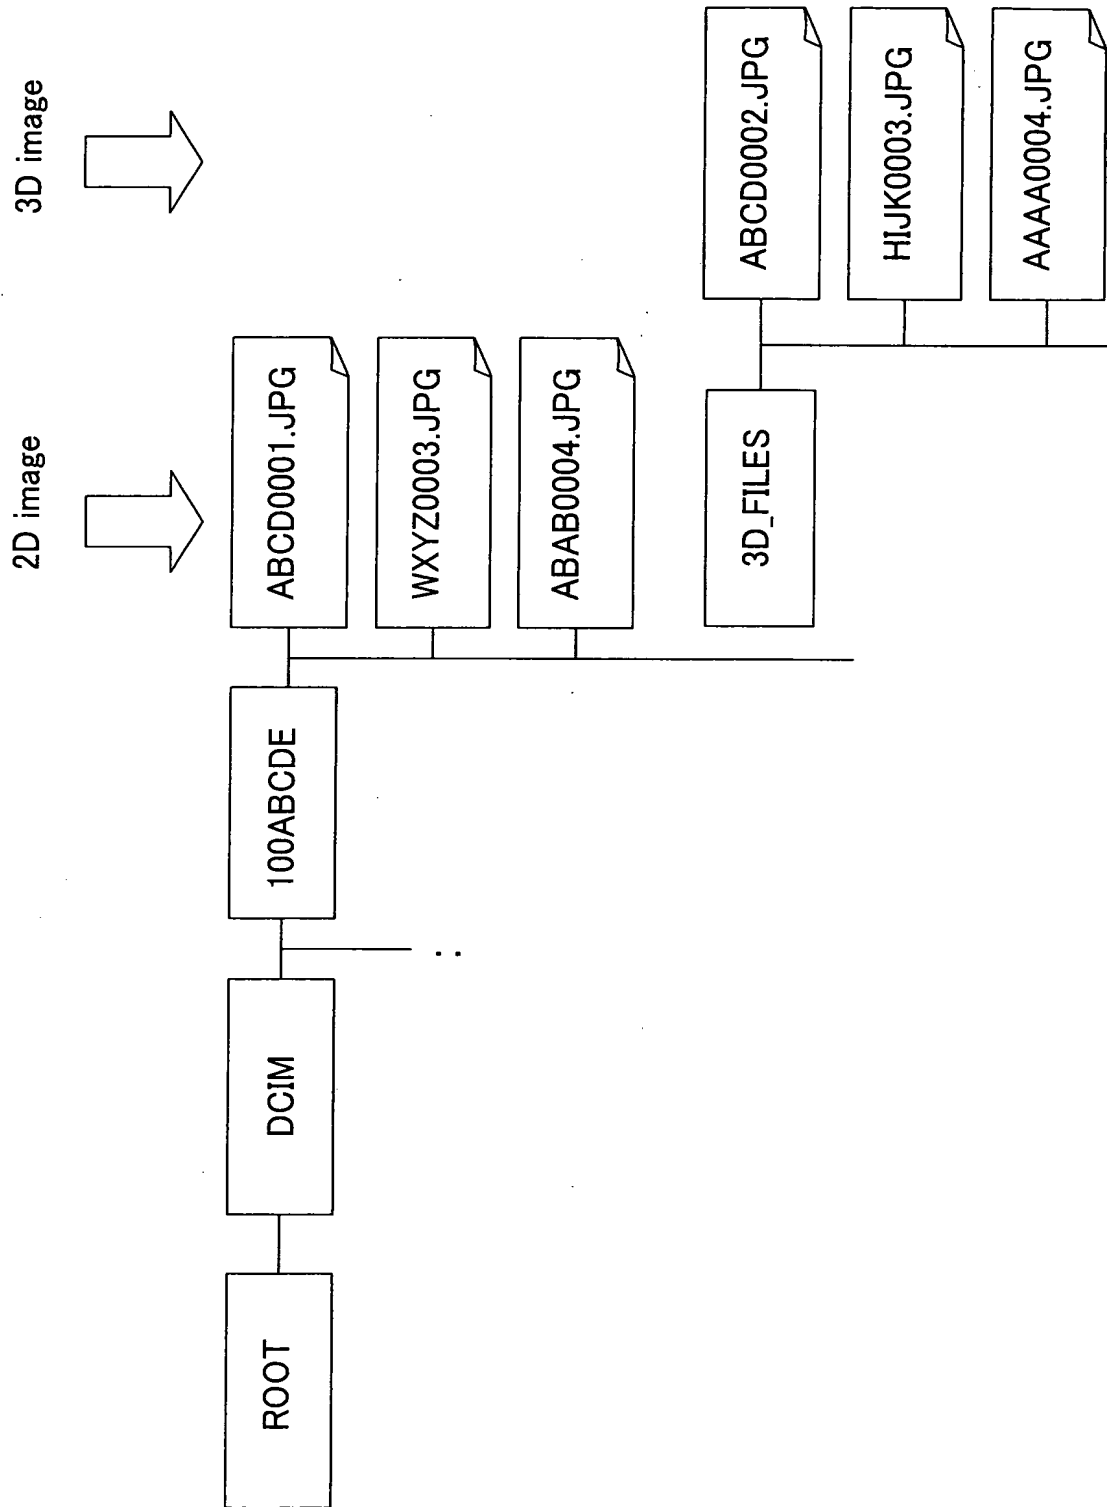 2D image
3D image
ROOT
DCIM
100ABCDE
ABCD0001.JPG
WXYZ0003.JPG
ABAB0004.JPG
3D_FILES
ABCD0002.JPG
HIJK0003.JPG
AAAA0004.JPG